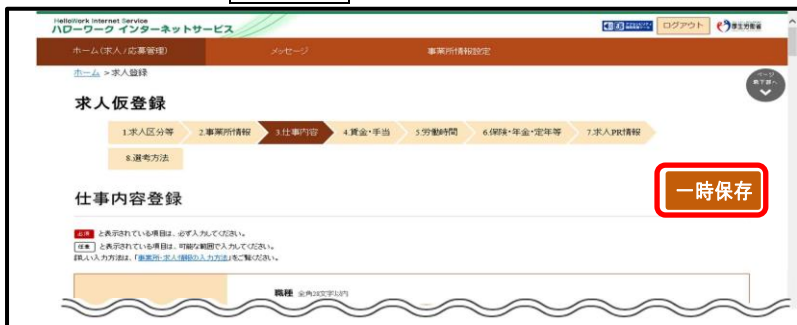 HelloWork Internet Service
ハローワーク インターネットサービス
ログアウト
厚生労働省
ホーム(求人/応募管理)
メッセージ
事業所情報設定
ホーム > 求人登録
ページ
最下部へ
求人仮登録
1.求人区分等
2.事業所情報
3.仕事内容
4.賃金・手当
5.労働時間
6.保険・年金・定年等
7.求人PR情報
8.選考方法
仕事内容登録
一時保存
必須 と表示されている項目は、必ず入力してください。
任意 と表示されている項目は、可能な範囲で入力してください。
詳しい入力方法は、「事業所・求人情報の入力方法」をご覧ください。
職種 全角28文字以内